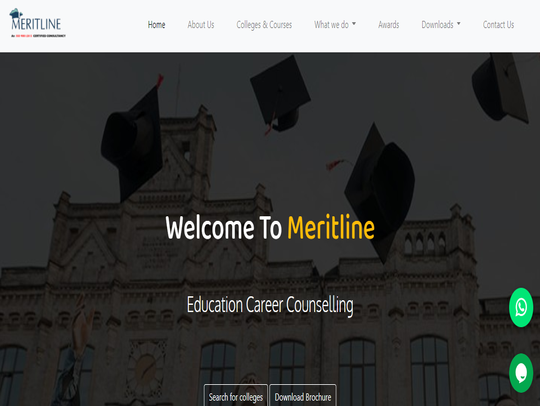 MERITLINE
An ISO 9001:2015 CERTIFIED CONSULTANCY
Home
About Us
Colleges & Courses
What we do
Awards
Downloads
Contact Us
Welcome To Meritline
Education Career Counselling
Search for colleges
Download Brochure